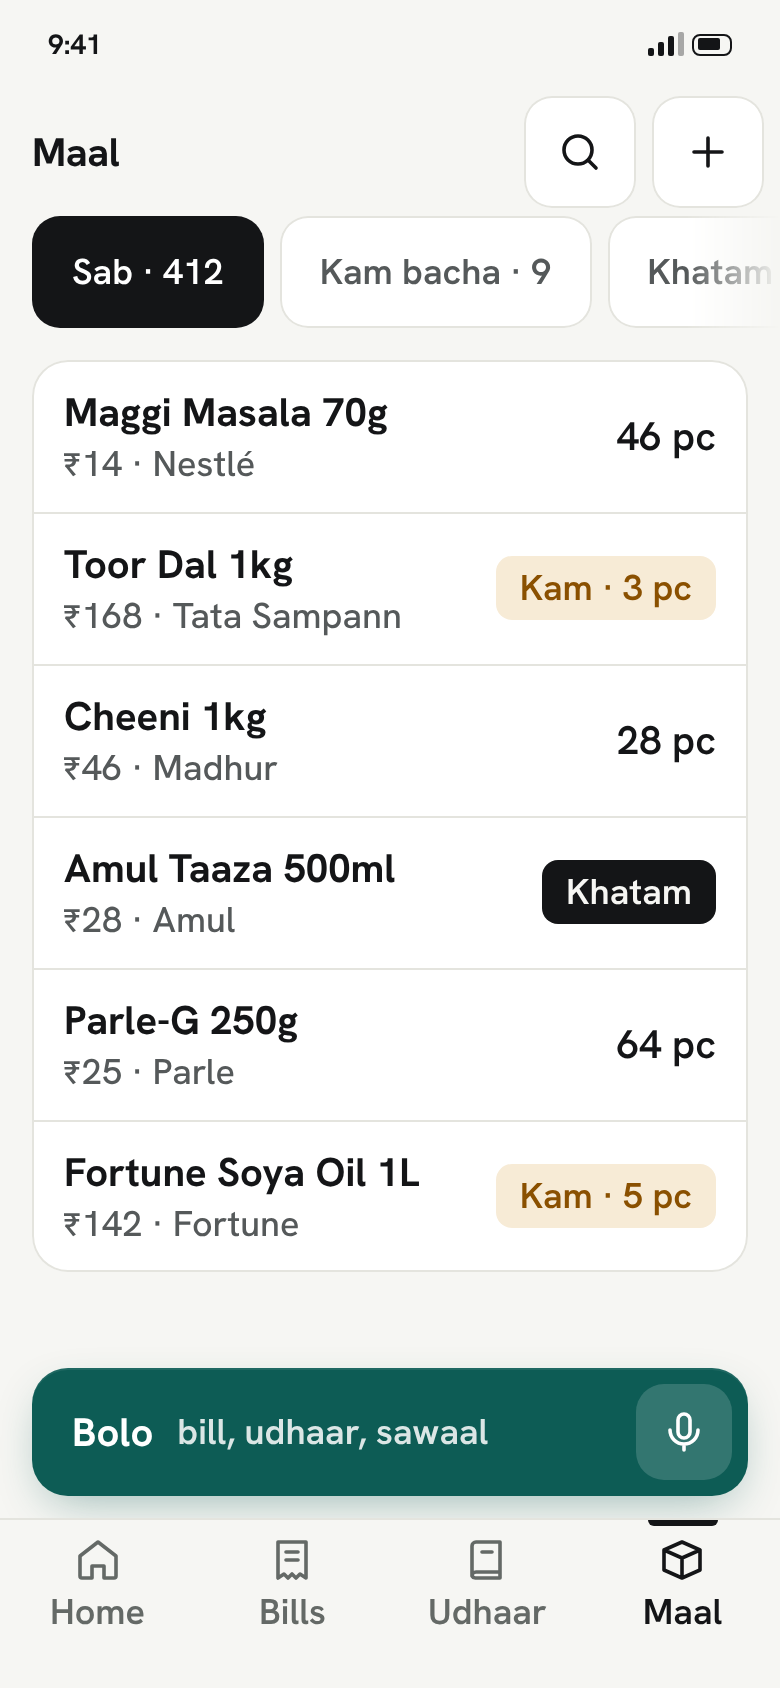 9:41
Maal
Sab · 412
Kam bacha · 9
Khatam
Maggi Masala 70g
₹14 · Nestlé
46 pc
Toor Dal 1kg
₹168 · Tata Sampann
Kam · 3 pc
Cheeni 1kg
₹46 · Madhur
28 pc
Amul Taaza 500ml
₹28 · Amul
Khatam
Parle-G 250g
₹25 · Parle
64 pc
Fortune Soya Oil 1L
₹142 · Fortune
Kam · 5 pc
Bolo bill, udhaar, sawaal
Home
Bills
Udhaar
Maal